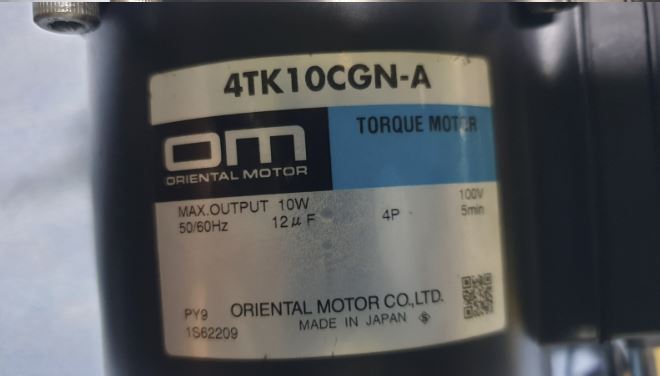 4TK10CGN-A
OM
ORIENTAL MOTOR
TORQUE MOTOR
MAX.OUTPUT 10W 100V
50/60Hz 12μF 4P 5min
PY9 ORIENTAL MOTOR CO.,LTD.
1S62209 MADE IN JAPAN S